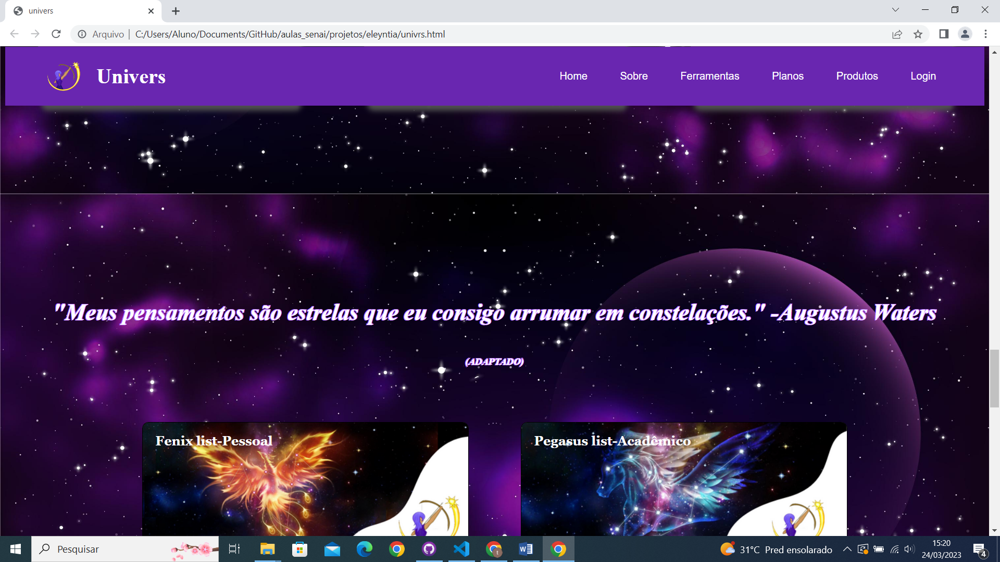 univers
Arquivo | C:/Users/Aluno/Documents/GitHub/aulas_senai/projetos/eleyntia/univrs.html
Univers
Home Sobre Ferramentas Planos Produtos Login
"Meus pensamentos são estrelas que eu consigo arrumar em constelações." -Augustus Waters
(ADAPTADO)
Fenix list-Pessoal
Pegasus list-Acadêmico
Pesquisar
31°C Pred ensolarado
15:20
24/03/2023
4